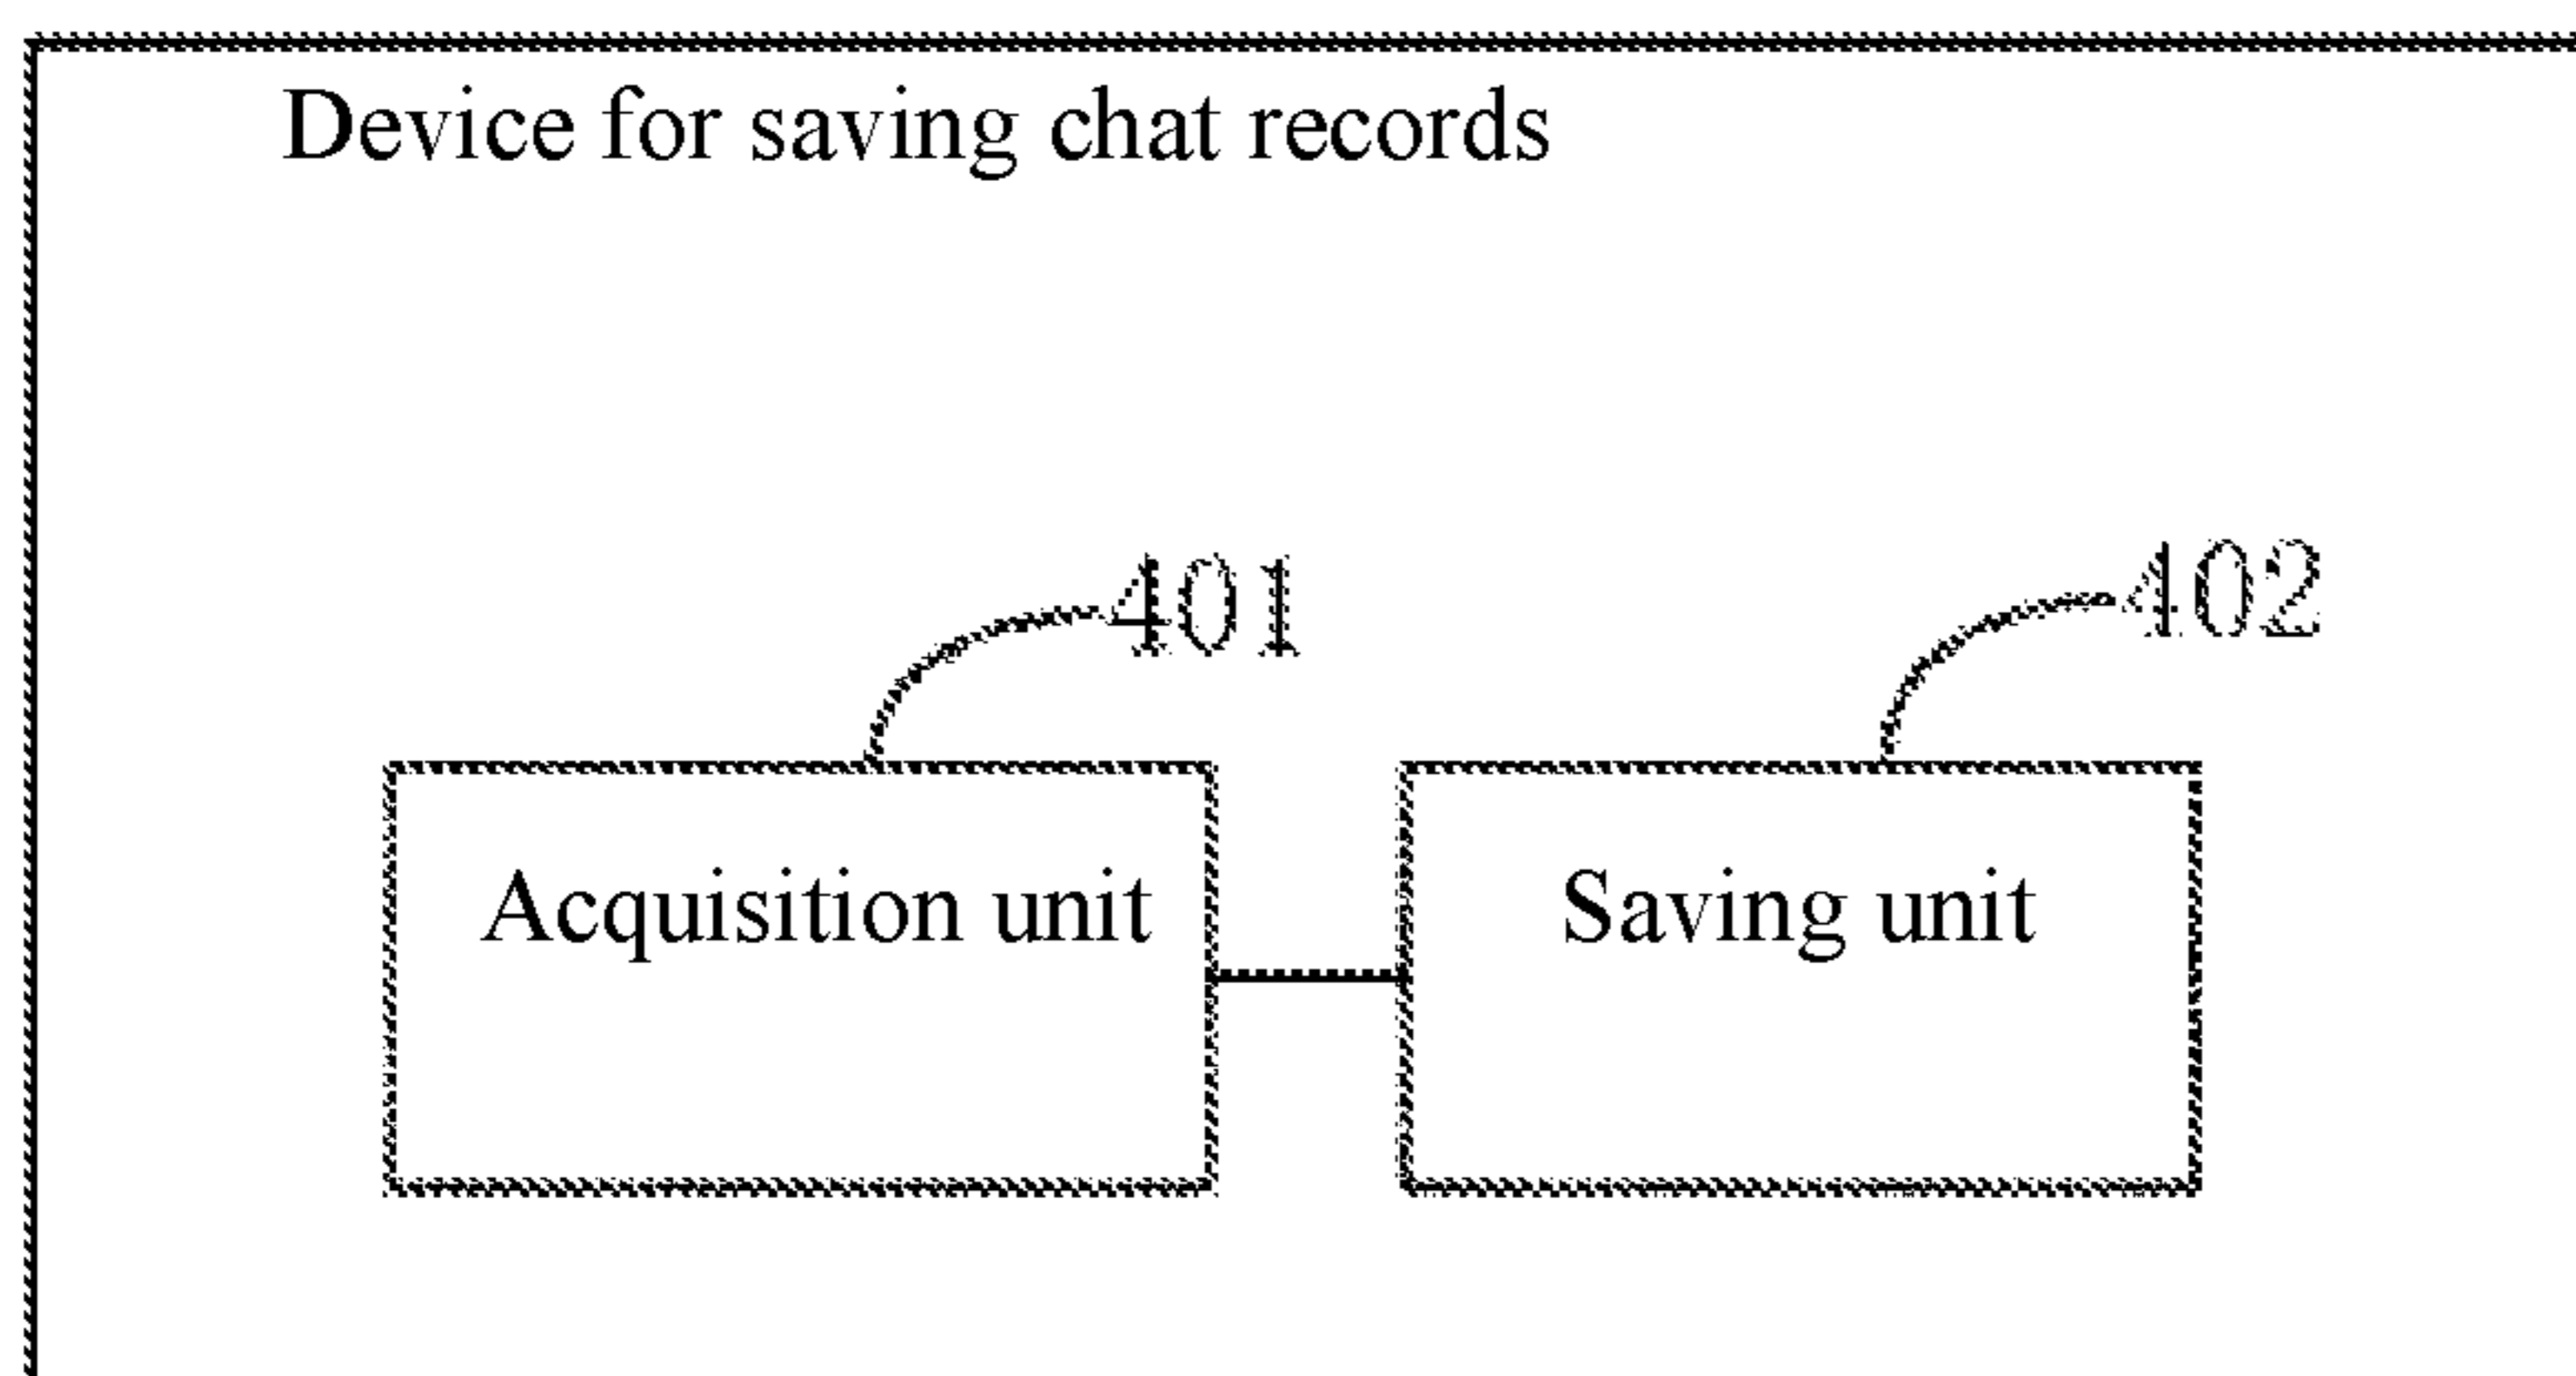 Device for saving chat records
401
402
Acquisition unit
Saving unit